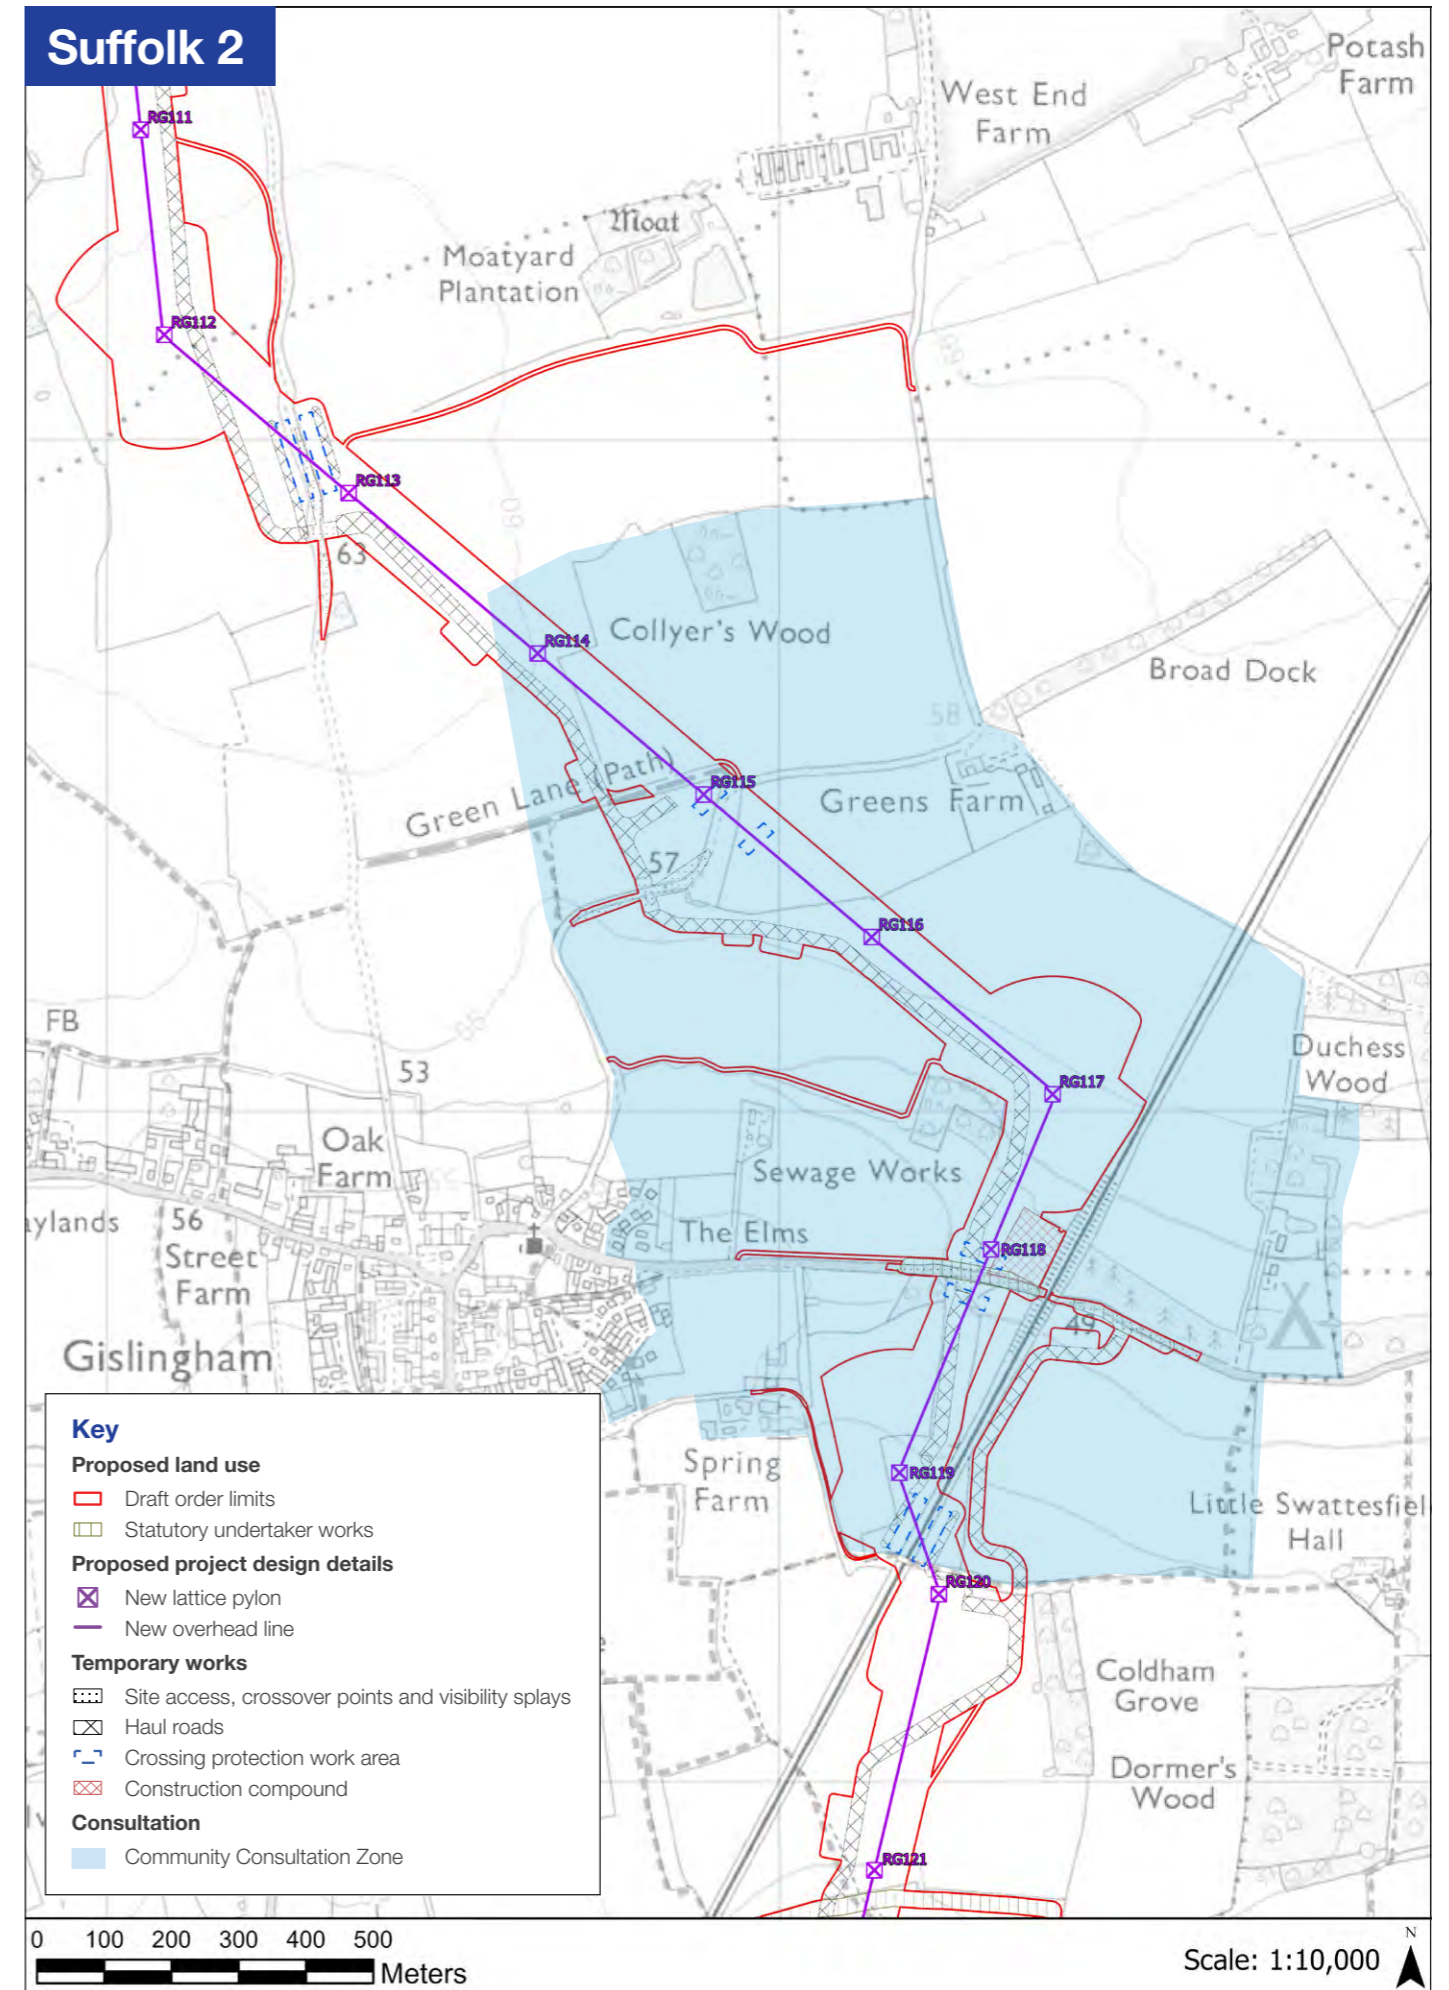 Suffolk 2
Potash
Farm
West End
Farm
RG111
Moat
Moatyard
Plantation
RG112
RG113
60
63
RG114
Collyer's Wood
Broad Dock
58
Green Lane (Path)
RG115
Greens Farm
57
RG116
FB
53
Duchess
Wood
RG117
Oak
Farm
Sewage Works
aylands
56
Street
Farm
The Elms
RG118
49
Gislingham
Spring
Farm
RG119
Little Swattesfiel
Hall
RG120
Coldham
Grove
Dormer's
Wood
RG121
Key
Proposed land use
Draft order limits
Statutory undertaker works
Proposed project design details
New lattice pylon
New overhead line
Temporary works
Site access, crossover points and visibility splays
Haul roads
Crossing protection work area
Construction compound
Consultation
Community Consultation Zone
0 100 200 300 400 500
Meters
Scale: 1:10,000
N